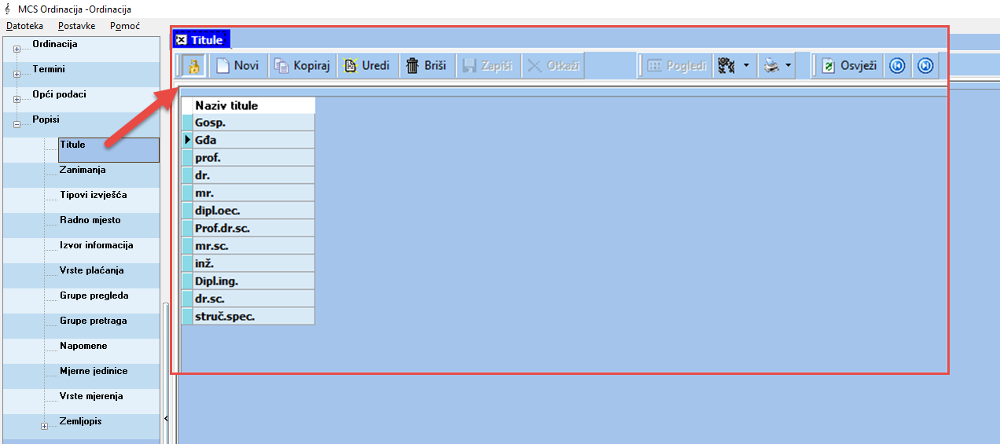 MCS Ordinacija -Ordinacija
Datoteka Postavke Pomoć
Ordinacija
Termini
Opći podaci
Popisi
Titule
Zanimanja
Tipovi izvješća
Radno mjesto
Izvor informacija
Vrste plaćanja
Grupe pregleda
Grupe pretraga
Napomene
Mjerne jedinice
Vrste mjerenja
Zemljopis
Titule
Novi Kopiraj Uredi Briši Zapiši Otkaži Pogledi Osvježi
Naziv titule
Gosp.
Gđa
prof.
dr.
mr.
dipl.oec.
Prof.dr.sc.
mr.sc.
inž.
Dipl.ing.
dr.sc.
struč.spec.